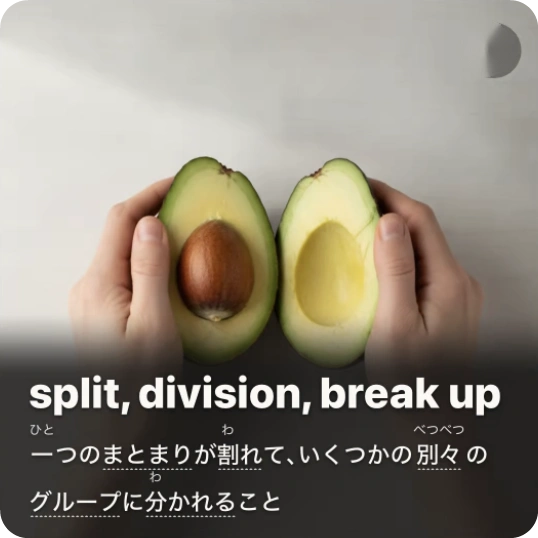 split, division, break up
一つのまとまりが割れて、いくつかの別々の
グループに分かれること